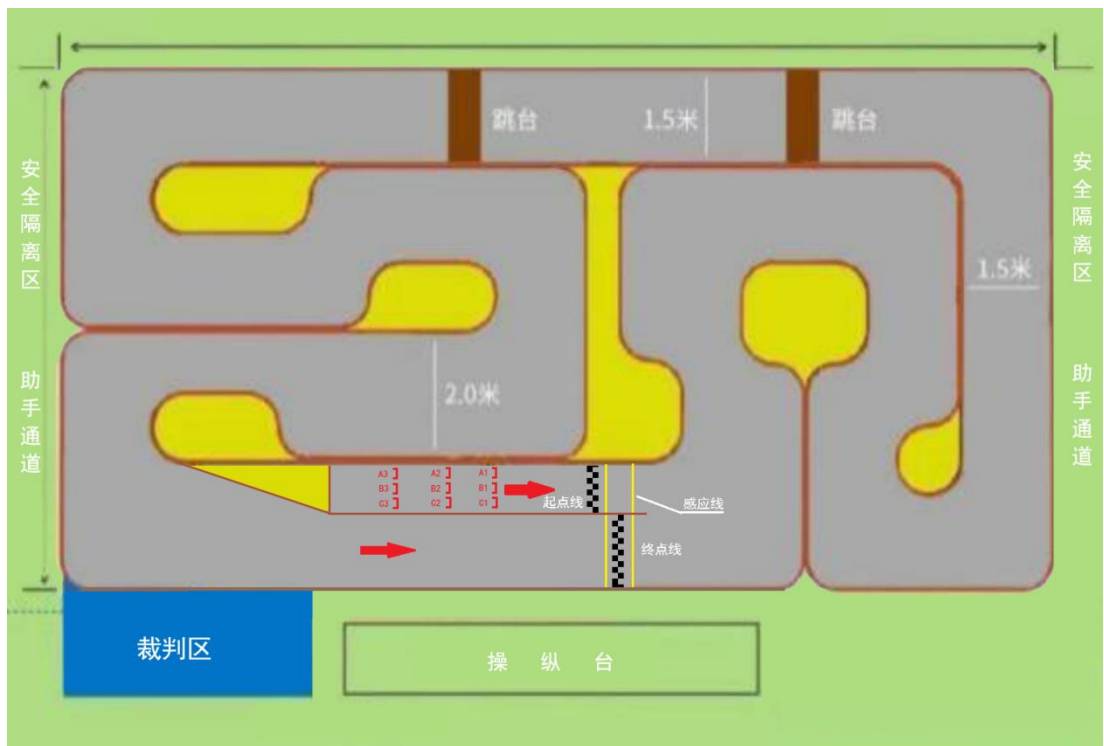 跳台
1.5米
跳台
安全隔离区
安全隔离区
1.5米
助手通道
助手通道
2.0米
A3 A2 A1
B3 B2 B1
C3 C2 C1
起点线
感应线
终点线
裁判区
操纵台